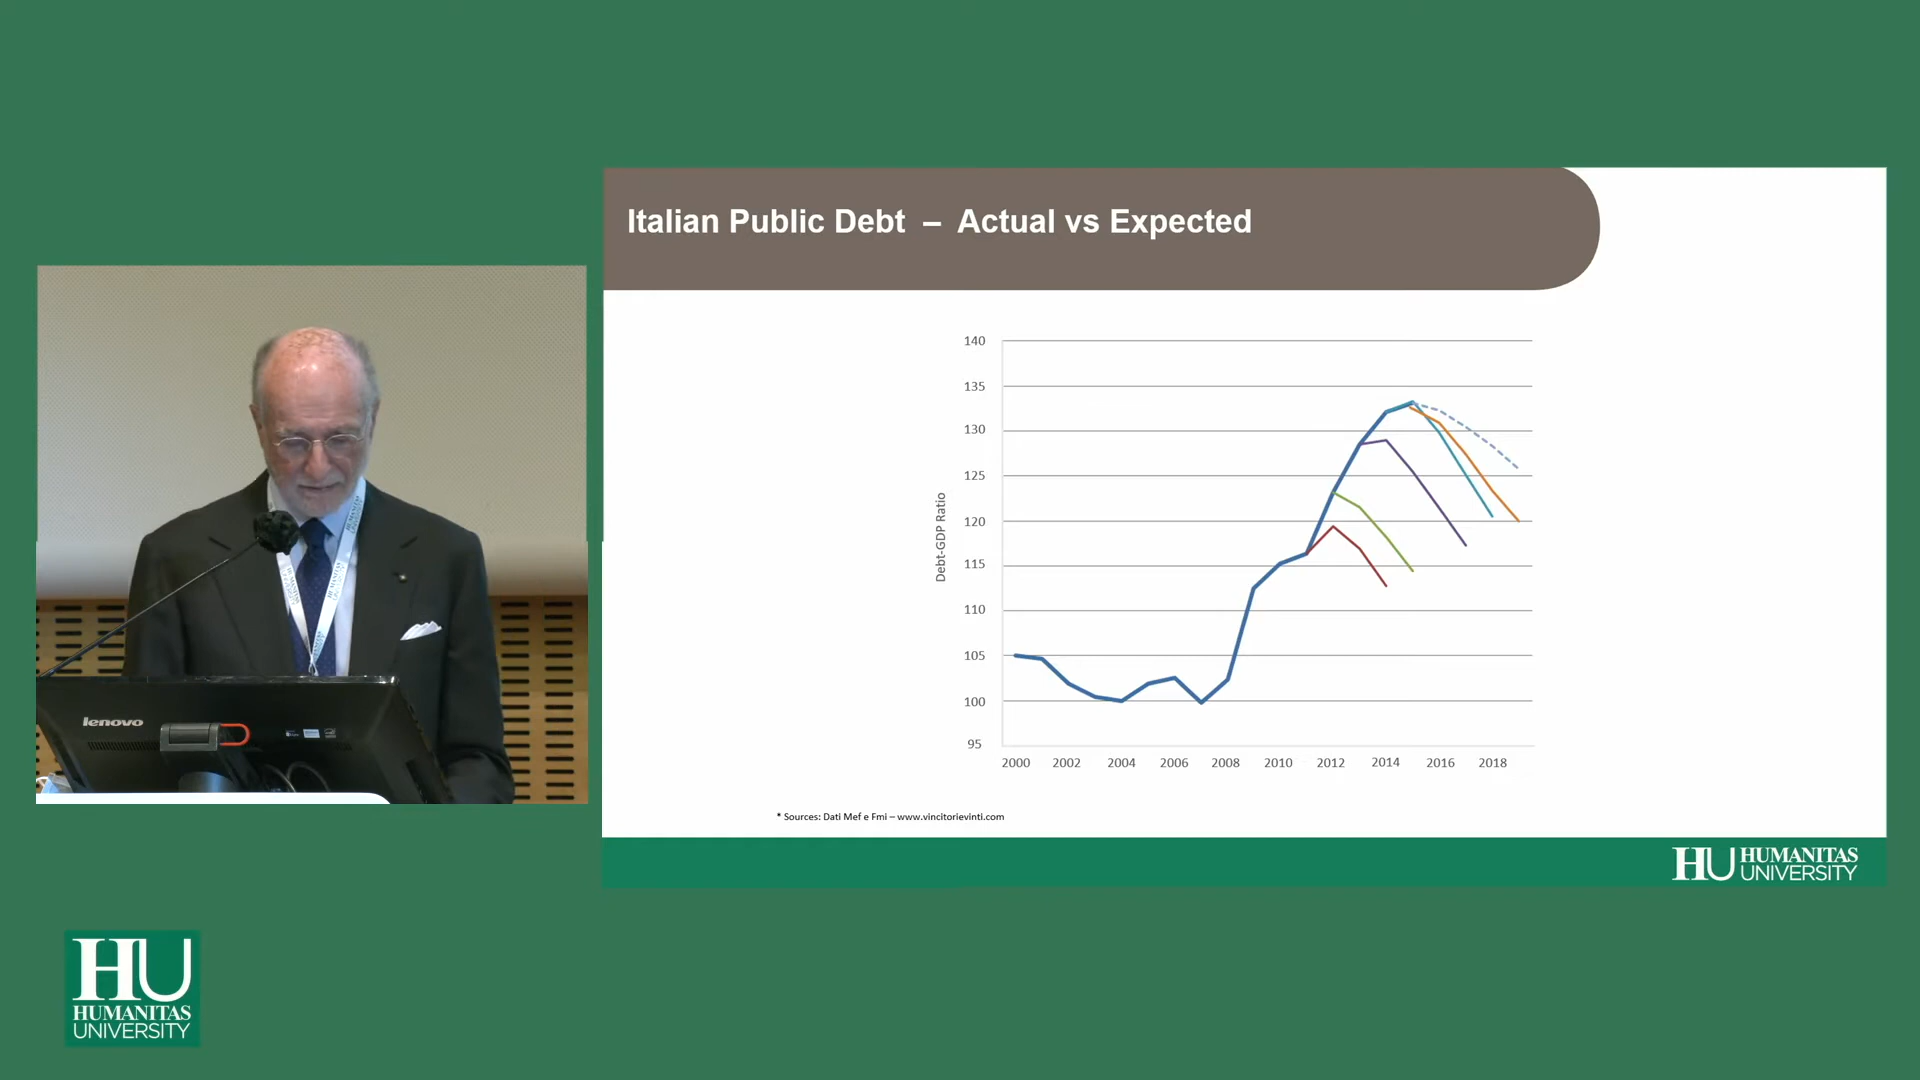 Italian Public Debt – Actual vs Expected
140
135
130
125
120
115
110
105
100
95
Debt-GDP Ratio
2000 2002 2004 2006 2008 2010 2012 2014 2016 2018
* Sources: Dati Mef e Fmi – www.vincitorievinti.com
HUMANITAS
UNIVERSITY
HU
lenovo
HU
HUMANITAS
UNIVERSITY